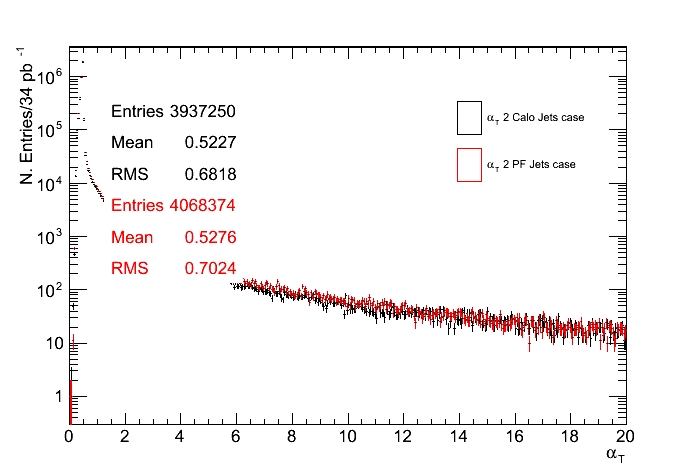 N. Entries/34 pb⁻¹
10⁶
10⁵
10⁴
10³
10²
10
1
Entries 3937250
Mean 0.5227
RMS 0.6818
Entries 4068374
Mean 0.5276
RMS 0.7024
α_T 2 Calo Jets case
α_T 2 PF Jets case
0 2 4 6 8 10 12 14 16 18 20
α_T